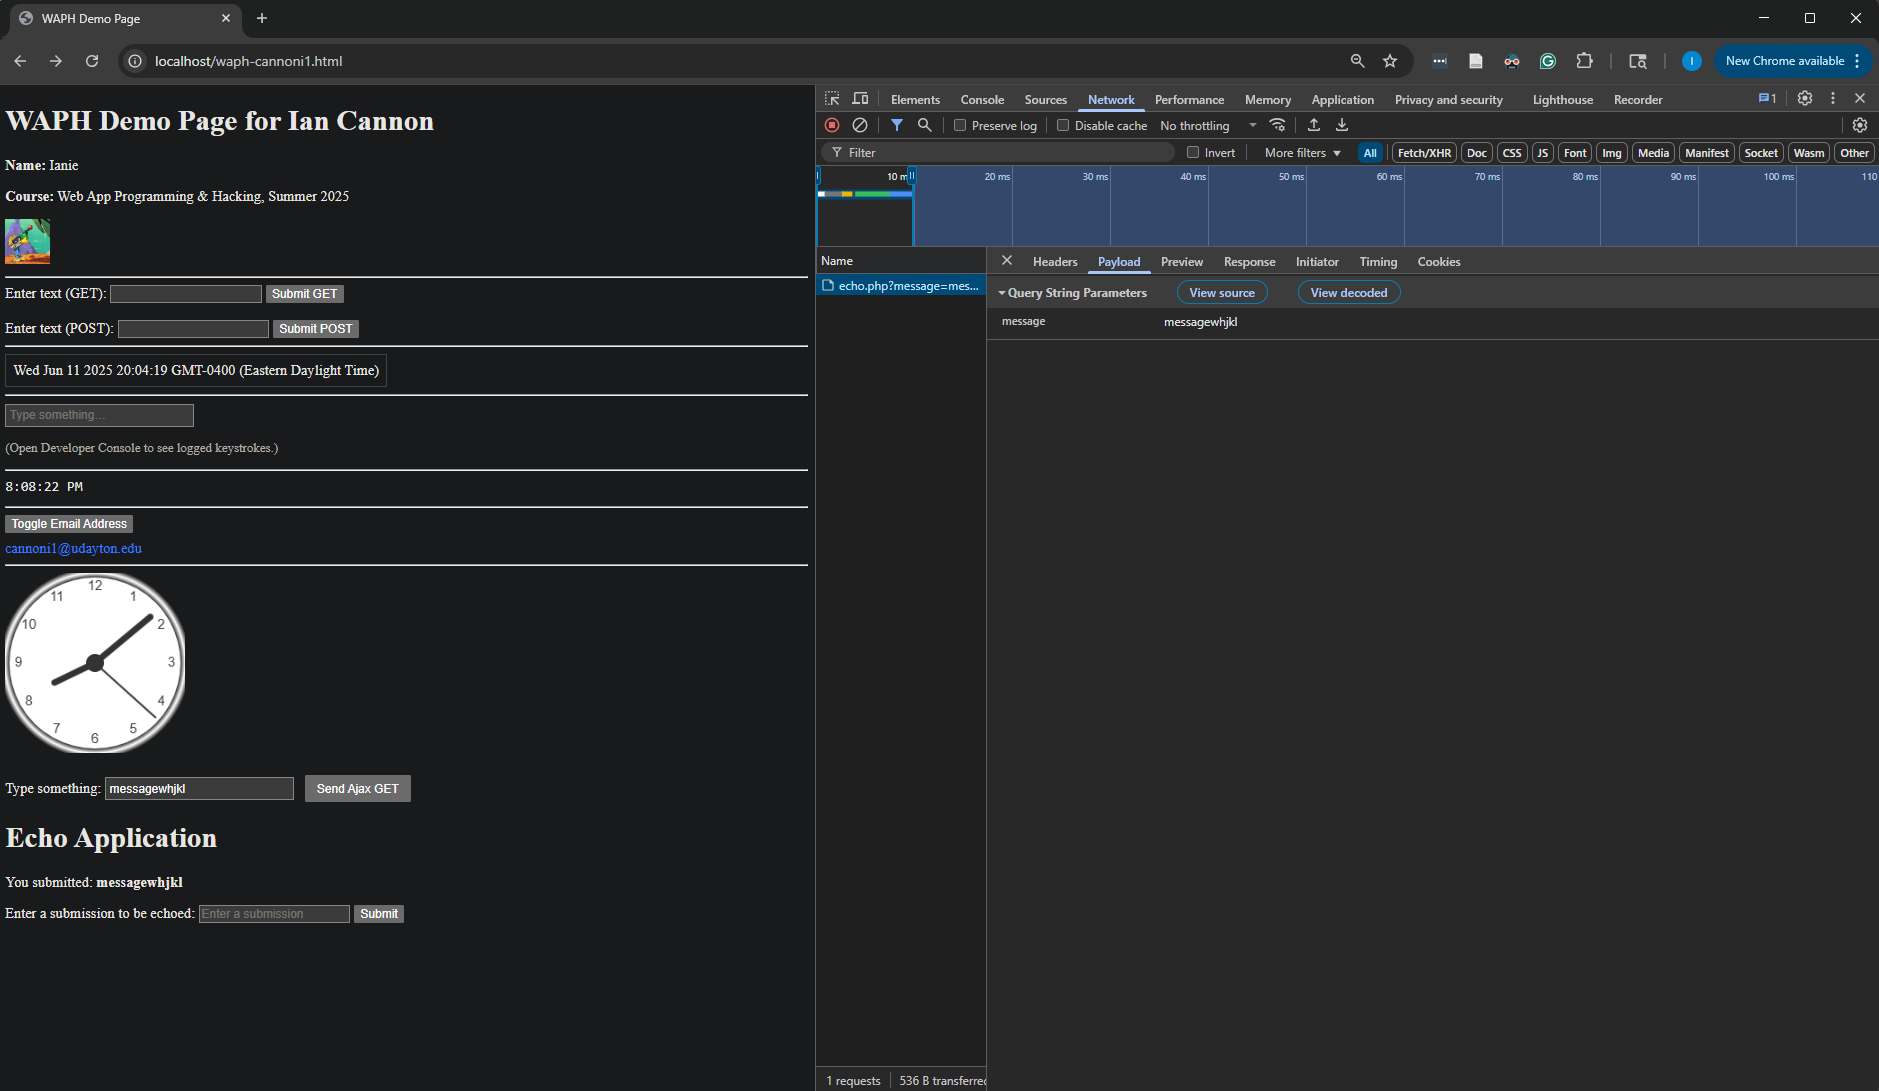 WAPH Demo Page
localhost/waph-cannoni1.html
New Chrome available
WAPH Demo Page for Ian Cannon
Name: Ianie
Course: Web App Programming & Hacking, Summer 2025
Enter text (GET): Submit GET
Enter text (POST): Submit POST
Wed Jun 11 2025 20:04:19 GMT-0400 (Eastern Daylight Time)
Type something...
(Open Developer Console to see logged keystrokes.)
8:08:22 PM
Toggle Email Address
cannoni1@udayton.edu
12
11 1
10 2
9 3
8 4
7 5
6
Type something: messagewhjkl Send Ajax GET
Echo Application
You submitted: messagewhjkl
Enter a submission to be echoed: Enter a submission Submit
Elements Console Sources Network Performance Memory Application Privacy and security Lighthouse Recorder 1
Preserve log Disable cache No throttling
Filter Invert More filters All Fetch/XHR Doc CSS JS Font Img Media Manifest Socket Wasm Other
10 m 20 ms 30 ms 40 ms 50 ms 60 ms 70 ms 80 ms 90 ms 100 ms 110
Name
echo.php?message=mes...
Headers Payload Preview Response Initiator Timing Cookies
Query String Parameters View source View decoded
message messagewhjkl
1 requests 536 B transferred